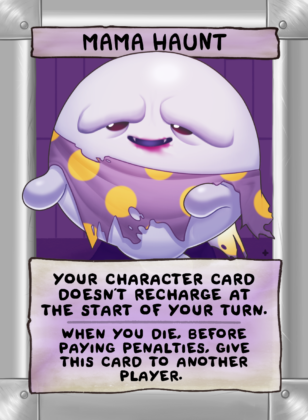 MAMA HAUNT
YOUR CHARACTER CARD
DOESN'T RECHARGE AT
THE START OF YOUR TURN.
WHEN YOU DIE, BEFORE
PAYING PENALTIES, GIVE
THIS CARD TO ANOTHER
PLAYER.